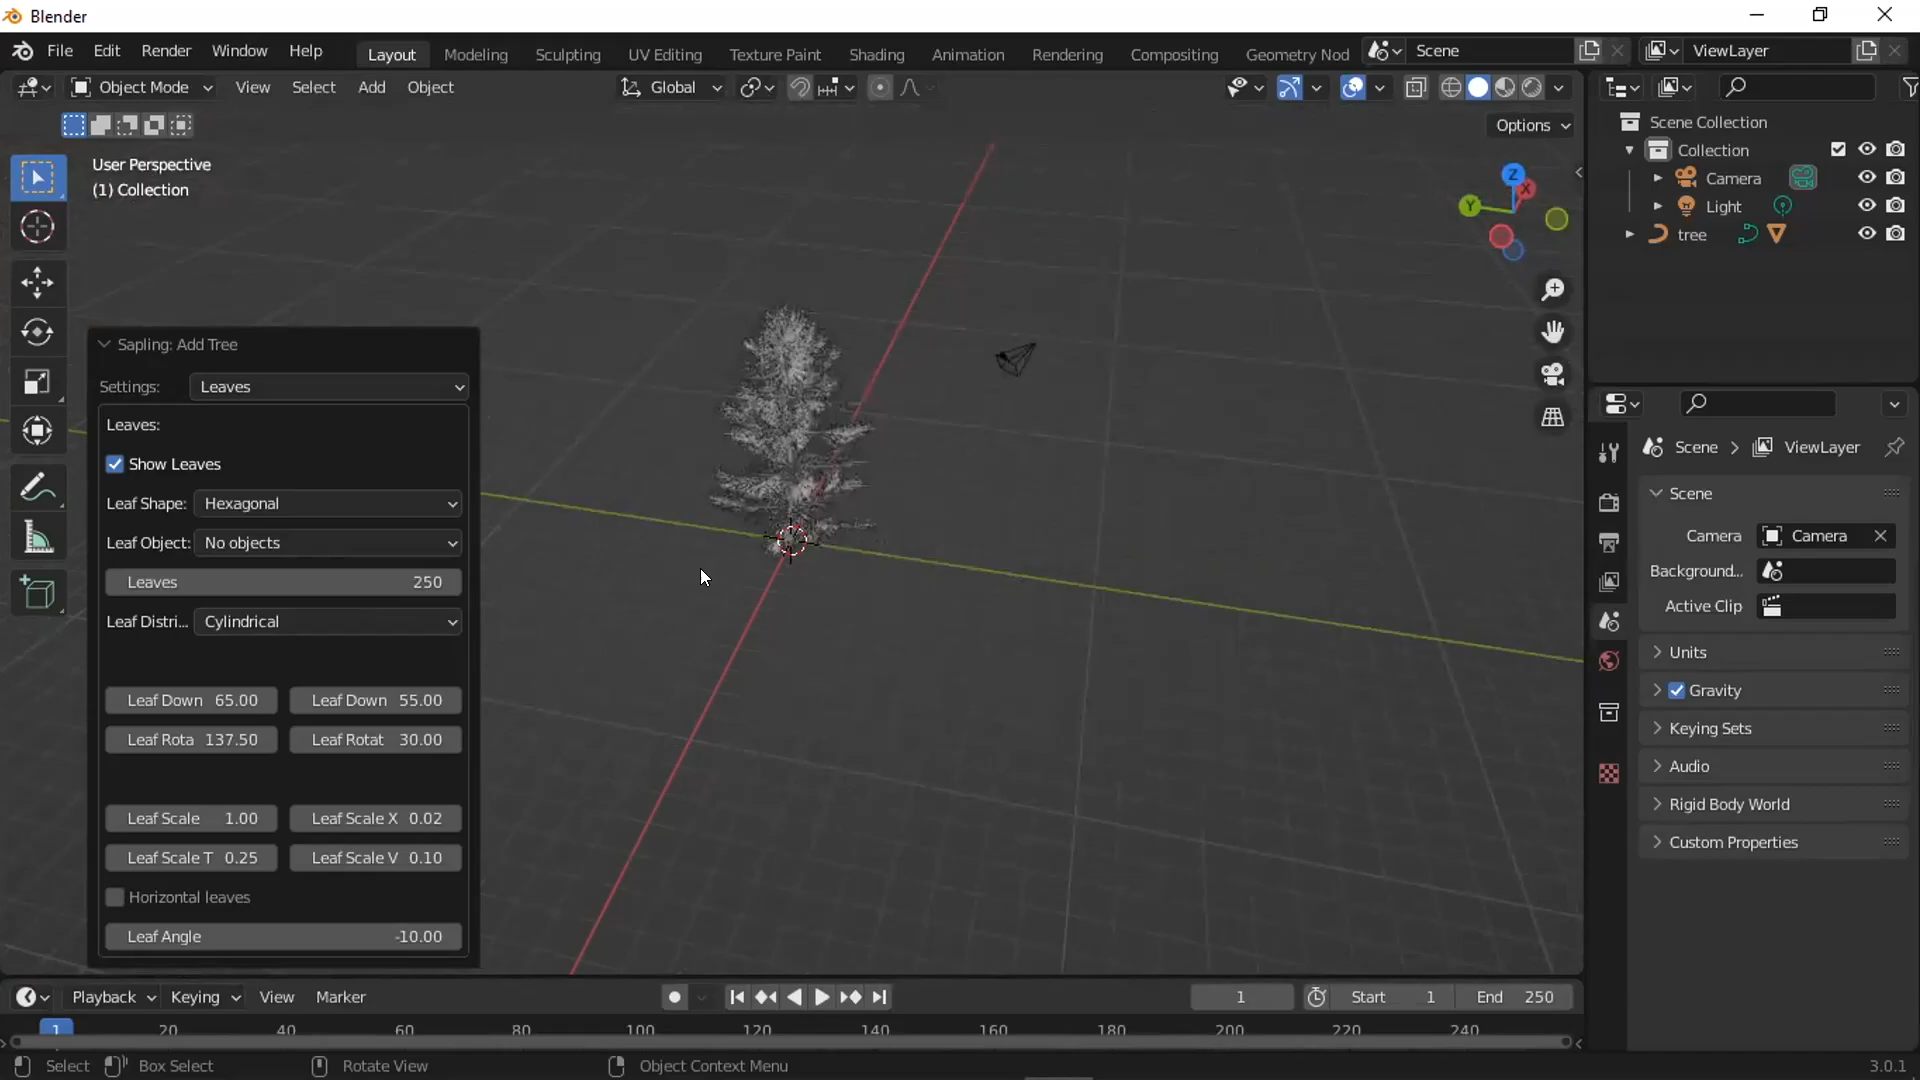 Blender
File Edit Render Window Help Layout Modeling Sculpting UV Editing Texture Paint Shading Animation Rendering Compositing Geometry Nod Scene ViewLayer
Object Mode View Select Add Object Global
Options
User Perspective
(1) Collection
Z
X
Y
Scene Collection
Collection
Camera
Light
tree
Sapling: Add Tree
Settings: Leaves
Leaves:
Show Leaves
Leaf Shape: Hexagonal
Leaf Object: No objects
Leaves 250
Leaf Distri... Cylindrical
Leaf Down 65.00 Leaf Down 55.00
Leaf Rota 137.50 Leaf Rotat 30.00
Leaf Scale 1.00 Leaf Scale X 0.02
Leaf Scale T 0.25 Leaf Scale V 0.10
Horizontal leaves
Leaf Angle -10.00
Scene > ViewLayer
Scene
Camera Camera
Background...
Active Clip
Units
Gravity
Keying Sets
Audio
Rigid Body World
Custom Properties
Playback Keying View Marker 1 Start 1 End 250
1 20 40 60 80 100 120 140 160 180 200 220 240
Select Box Select Rotate View Object Context Menu 3.0.1